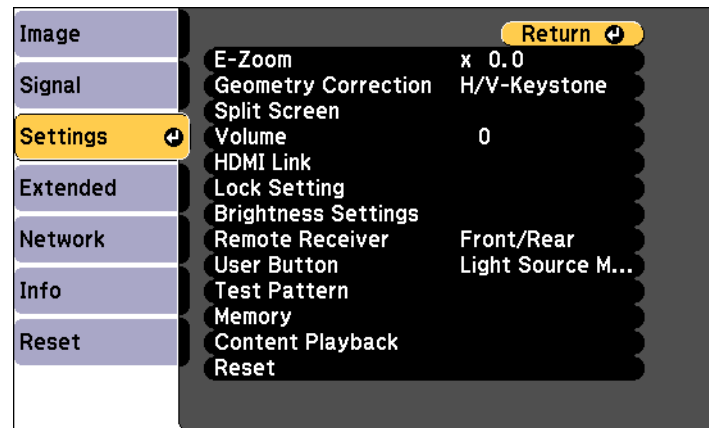 Image
Signal
Settings
Extended
Network
Info
Reset
Return
E-Zoom x 0.0
Geometry Correction H/V-Keystone
Split Screen
Volume 0
HDMI Link
Lock Setting
Brightness Settings
Remote Receiver Front/Rear
User Button Light Source M...
Test Pattern
Memory
Content Playback
Reset